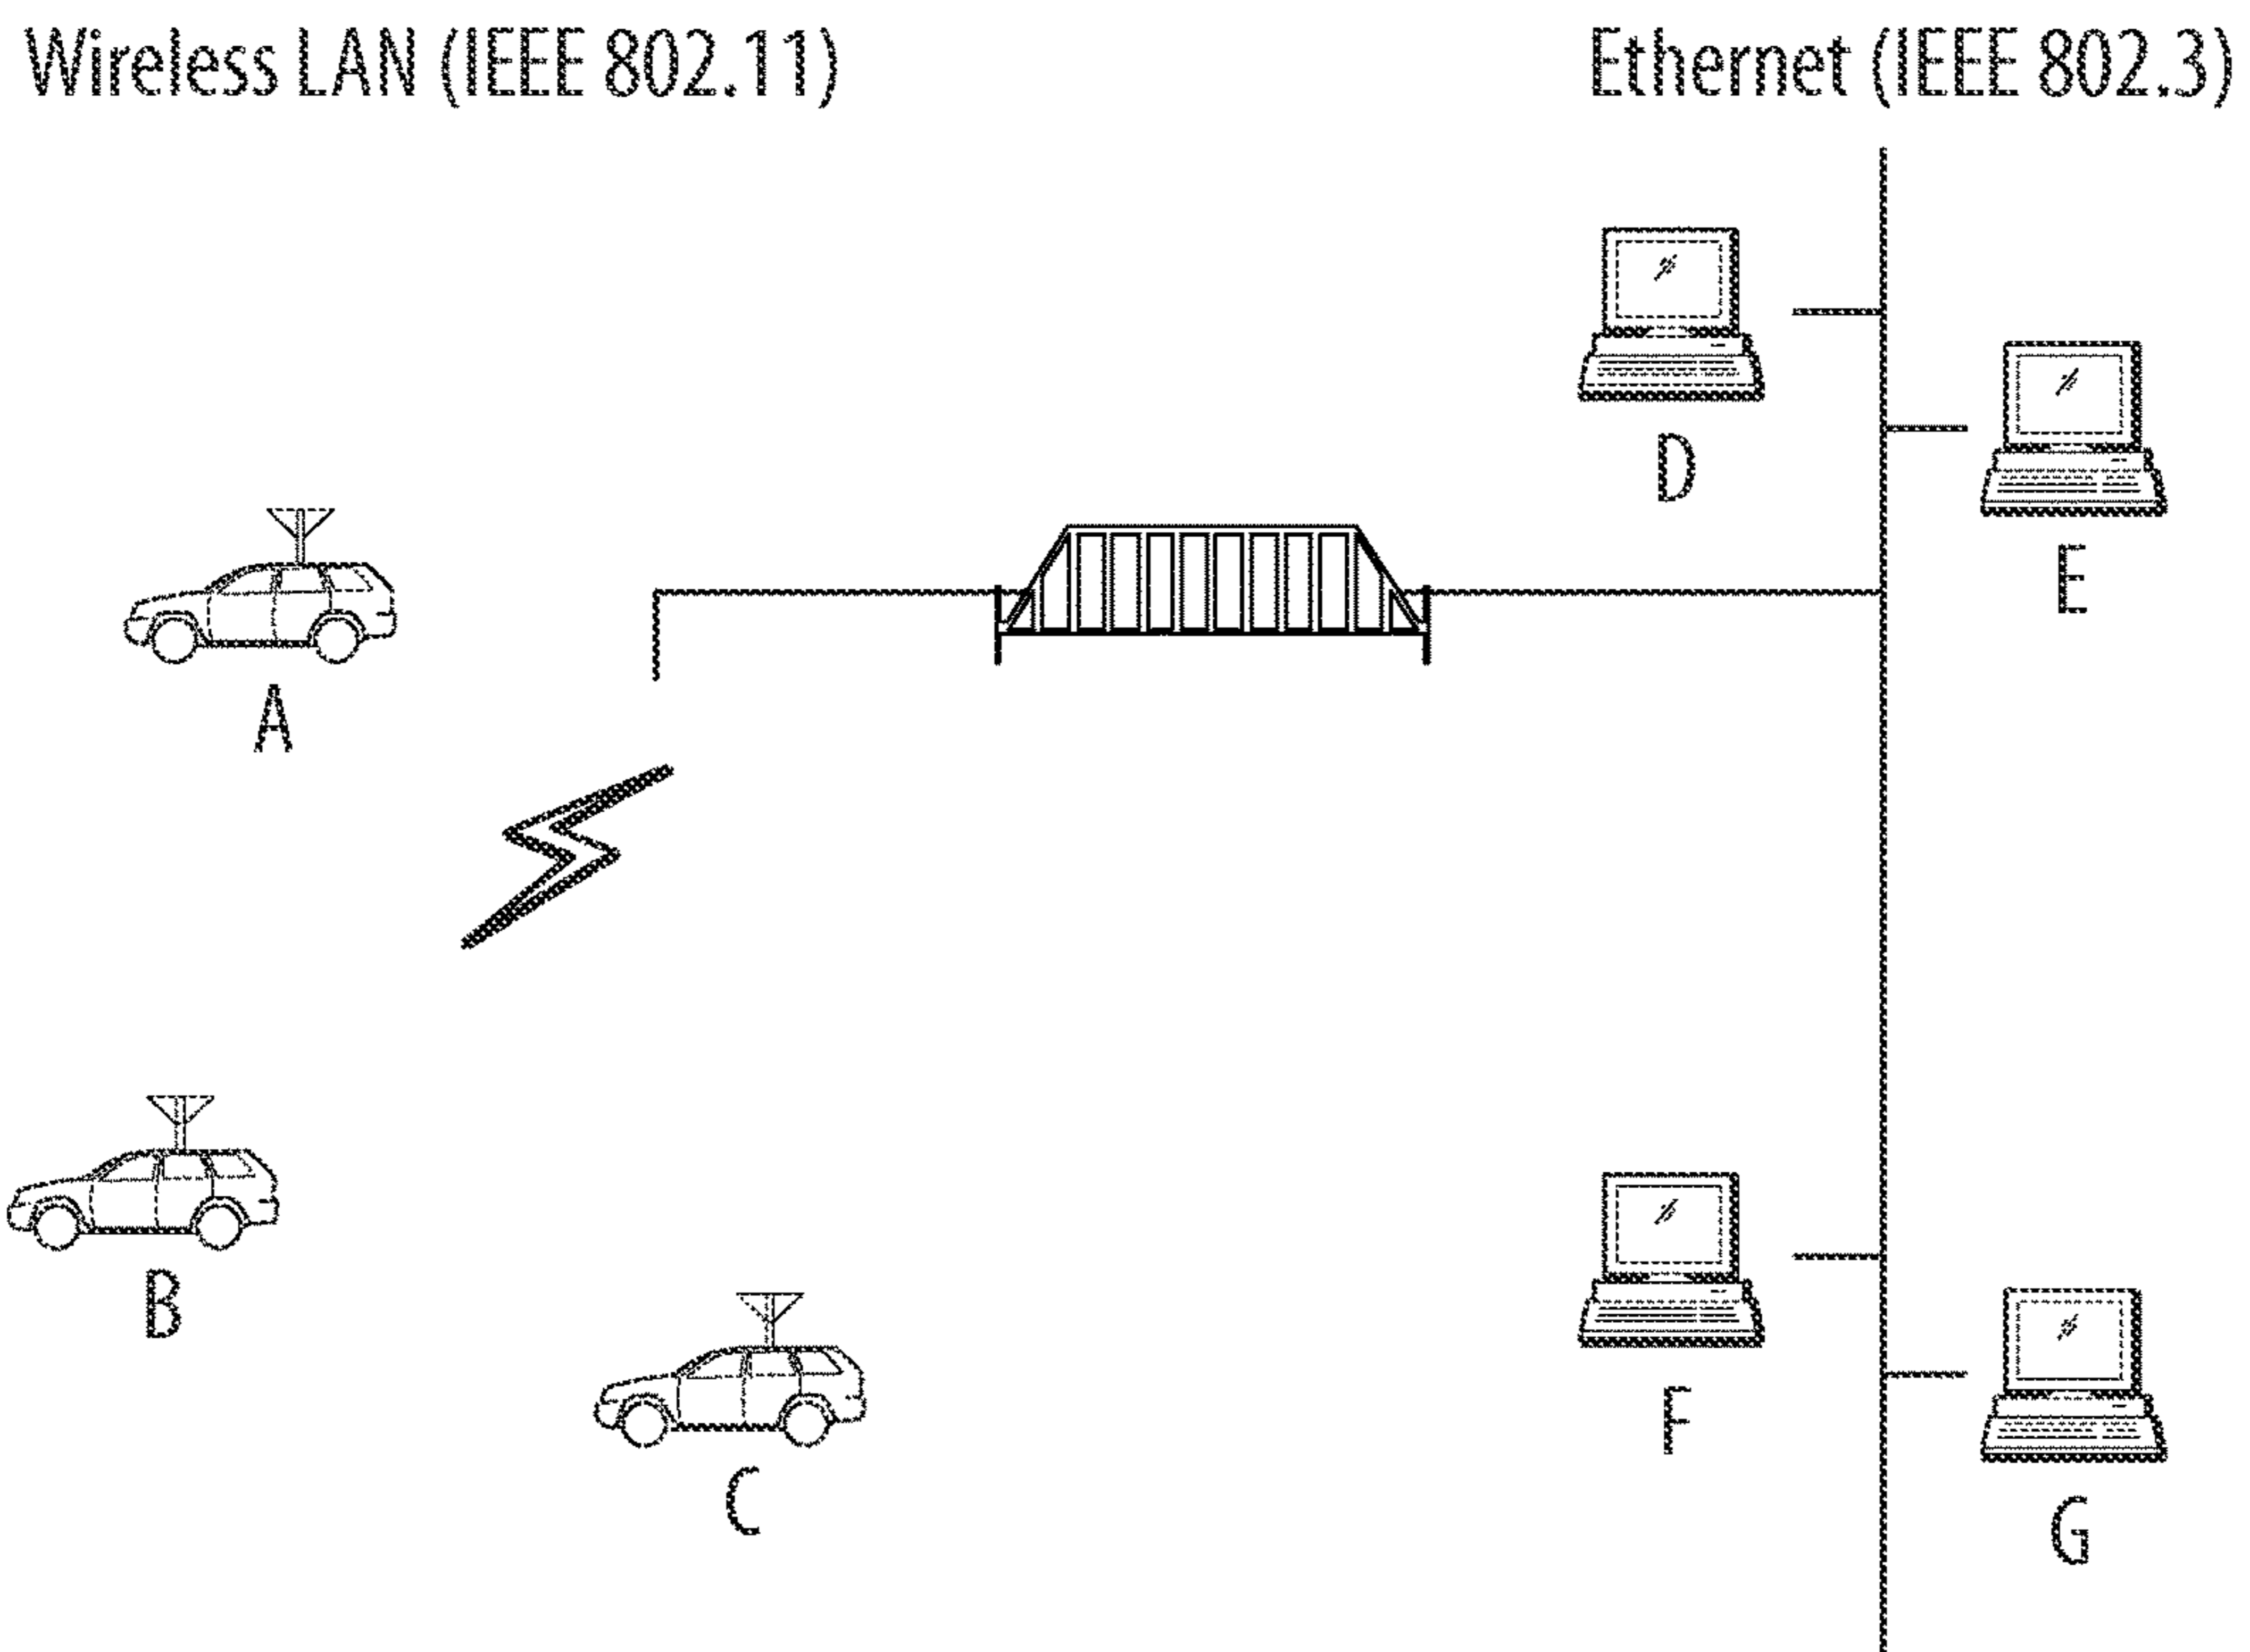 Wireless LAN (IEEE 802.11)
Ethernet (IEEE 802.3)
D
E
A
B
C
F
G